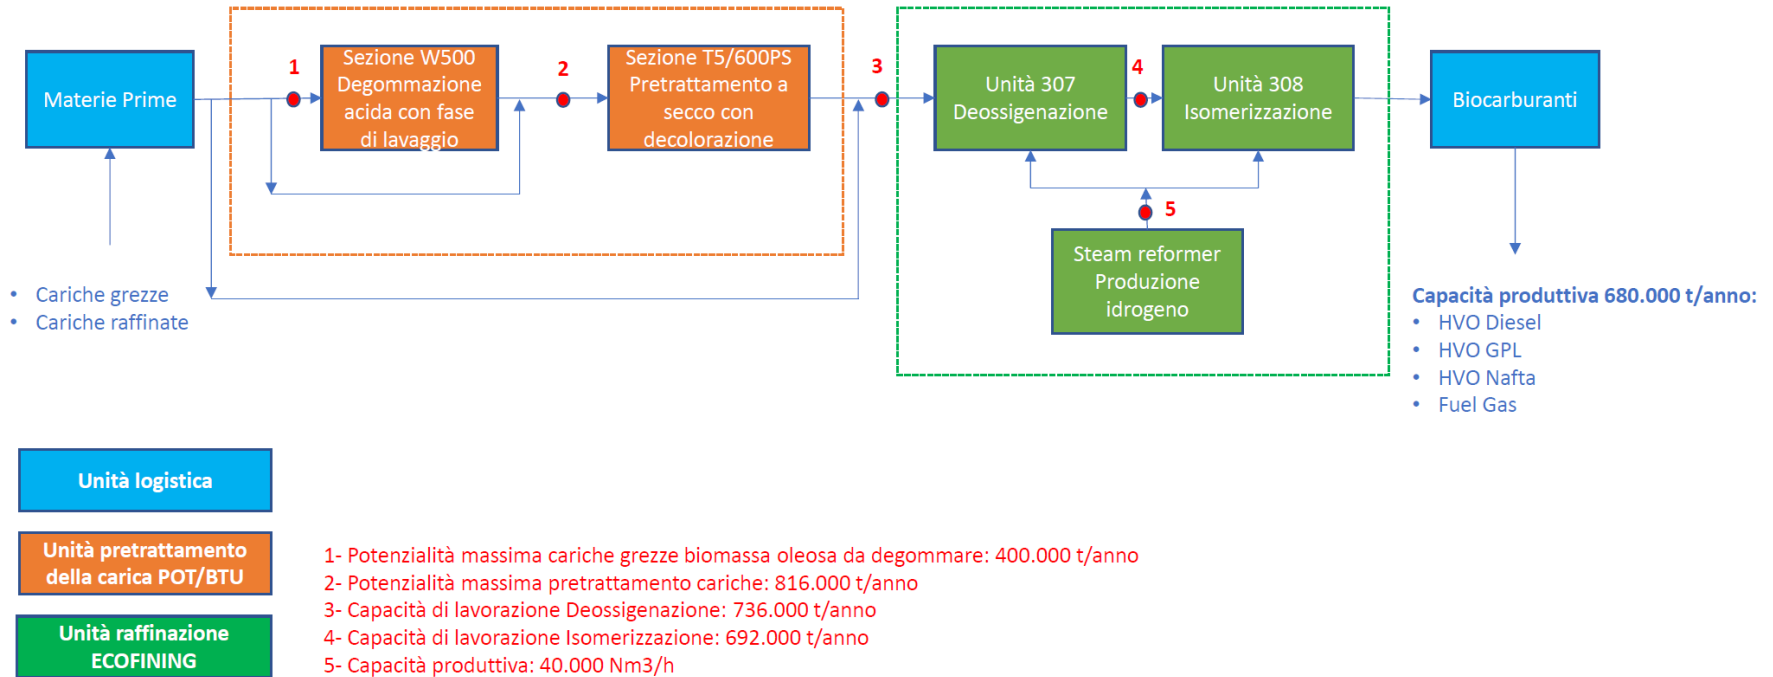 Materie Prime
1
Sezione W500
Degommazione
acida con fase
di lavaggio
2
Sezione T5/600PS
Pretrattamento a
secco con
decolorazione
3
Unità 307
Deossigenazione
4
Unità 308
Isomerizzazione
Biocarburanti
5
Steam reformer
Produzione
idrogeno
• Cariche grezze
• Cariche raffinate
Capacità produttiva 680.000 t/anno:
• HVO Diesel
• HVO GPL
• HVO Nafta
• Fuel Gas
Unità logistica
Unità pretrattamento
della carica POT/BTU
Unità raffinazione
ECOFINING
1- Potenzialità massima cariche grezze biomassa oleosa da degommare: 400.000 t/anno
2- Potenzialità massima pretrattamento cariche: 816.000 t/anno
3- Capacità di lavorazione Deossigenazione: 736.000 t/anno
4- Capacità di lavorazione Isomerizzazione: 692.000 t/anno
5- Capacità produttiva: 40.000 Nm3/h